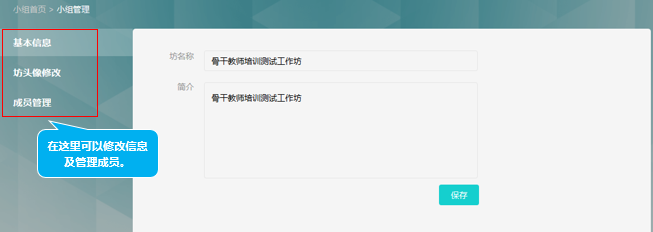 小组首页 > 小组管理
基本信息
坊头像修改
成员管理
在这里可以修改信息
及管理成员。
坊名称
骨干教师培训测试工作坊
简介
骨干教师培训测试工作坊
保存